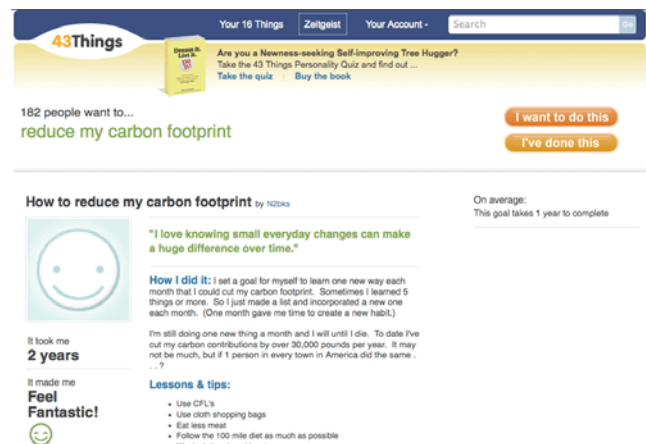 Your 16 Things Zeitgeist Your Account - Search Go
43Things
Dream it.
List it.
Do it!
Are you a Newness-seeking Self-improving Tree Hugger?
Take the 43 Things Personality Quiz and find out ...
Take the quiz Buy the book
182 people want to...
reduce my carbon footprint
I want to do this
I've done this
How to reduce my carbon footprint by N2bks
On average:
This goal takes 1 year to complete
"I love knowing small everyday changes can make
a huge difference over time."
How I did it: I set a goal for myself to learn one new way each
month that I could cut my carbon footprint. Sometimes I learned 5
things or more. So I just made a list and incorporated a new one
each month. (One month gave me time to create a new habit.)
I'm still doing one new thing a month and I will until I die. To date I've
cut my carbon contributions by over 30,000 pounds per year. It may
not be much, but if 1 person in every town in America did the same .
. . ?
It took me
2 years
It made me
Feel
Fantastic!
Lessons & tips:
• Use CFL's
• Use cloth shopping bags
• Eat less meat
• Follow the 100 mile diet as much as possible